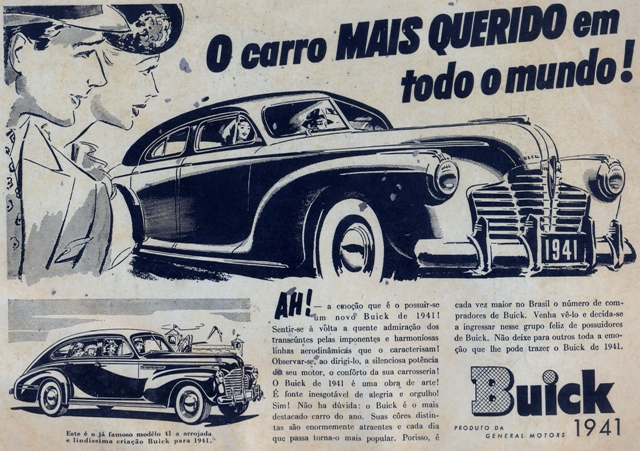 O carro MAIS QUERIDO em
todo o mundo!
1941
AH! — a emoção que é o possuir-se
um novo Buick de 1941!
Sentir-se à volta a quente admiração dos
transeúntes pelas imponentes e harmoniosas
linhas aerodinâmicas que o caracterisam!
Observar-se, ao dirigi-lo, a silenciosa potência
de seu motor, o confôrto da sua carrosseria!
O Buick de 1941 é uma obra de arte!
É fonte inesgotável de alegria e orgulho!
Sim! Não ha dúvida: o Buick é o mais
destacado carro do ano. Suas côres distin-
tas são enormemente atraentes e cada dia
que passa torna-o mais popular. Porisso, é
cada vez maior no Brasil o número de com-
pradores de Buick. Venha vê-lo e decida-se
a ingressar nesse grupo feliz de possuidores
de Buick. Não deixe para outros toda a emo-
ção que lhe pode trazer o Buick de 1941.
Este é o já famoso modêlo 41 a arrojada
e lindissima criação Buick para 1941.
Buick
PRODUTO DA
GENERAL MOTORS
1941